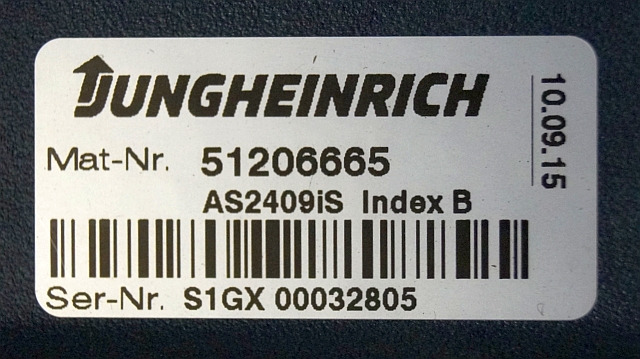 JUNGHEINRICH
Mat-Nr. 51206665
AS2409iS Index B
Ser-Nr. S1GX 00032805
10.09.15